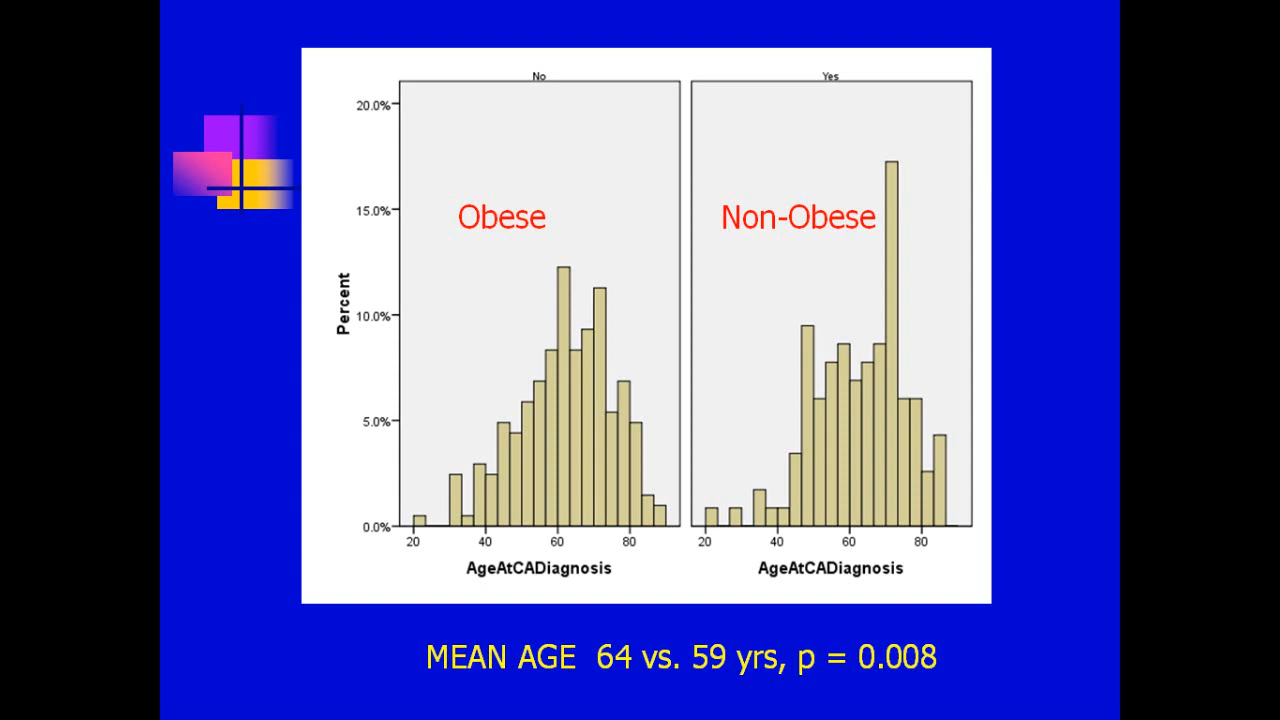 No
Yes
20.0%
15.0%
10.0%
5.0%
0.0%
Percent
Obese
Non-Obese
20 40 60 80
20 40 60 80
AgeAtCADiagnosis
AgeAtCADiagnosis
MEAN AGE 64 vs. 59 yrs, p = 0.008